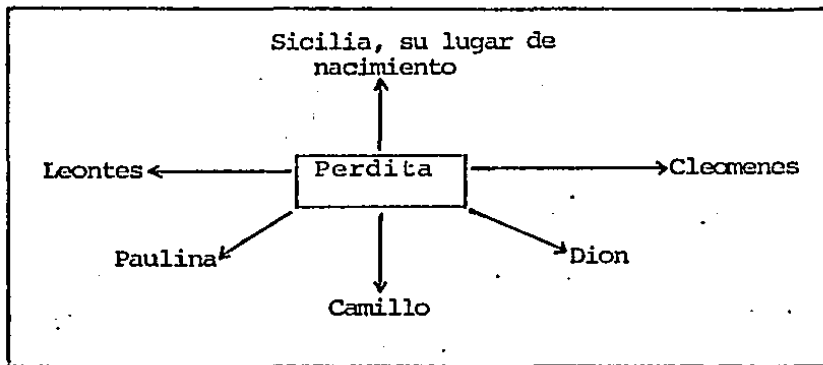 Sicilia, su lugar de
nacimiento
Leontes
Perdita
Cleomenes
Paulina
Dion
Camillo